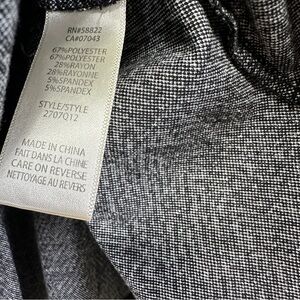 RN#58822
CA#07043
67%POLYESTER
67%POLYESTER
28%RAYON
28%RAYONNE
5%SPANDEX
5%SPANDEX
STYLE/STYLE
2707Q12
MADE IN CHINA
FAIT DANS LA CHINE
CARE ON REVERSE
NETTOYAGE AU REVERS